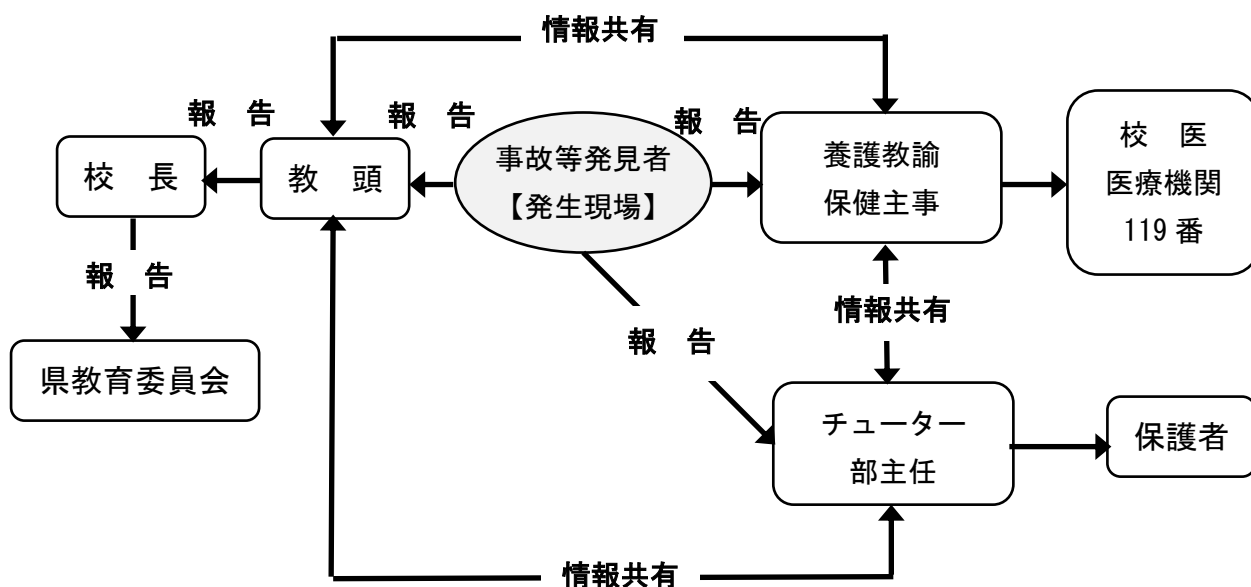 情報共有
報　告
報　告
報　告
校　長
教　頭
事故等発見者
【発生現場】
養護教諭
保健主事
校　医
医療機関
119 番
報　告
情報共有
報　告
県教育委員会
チューター
部主任
保護者
情報共有